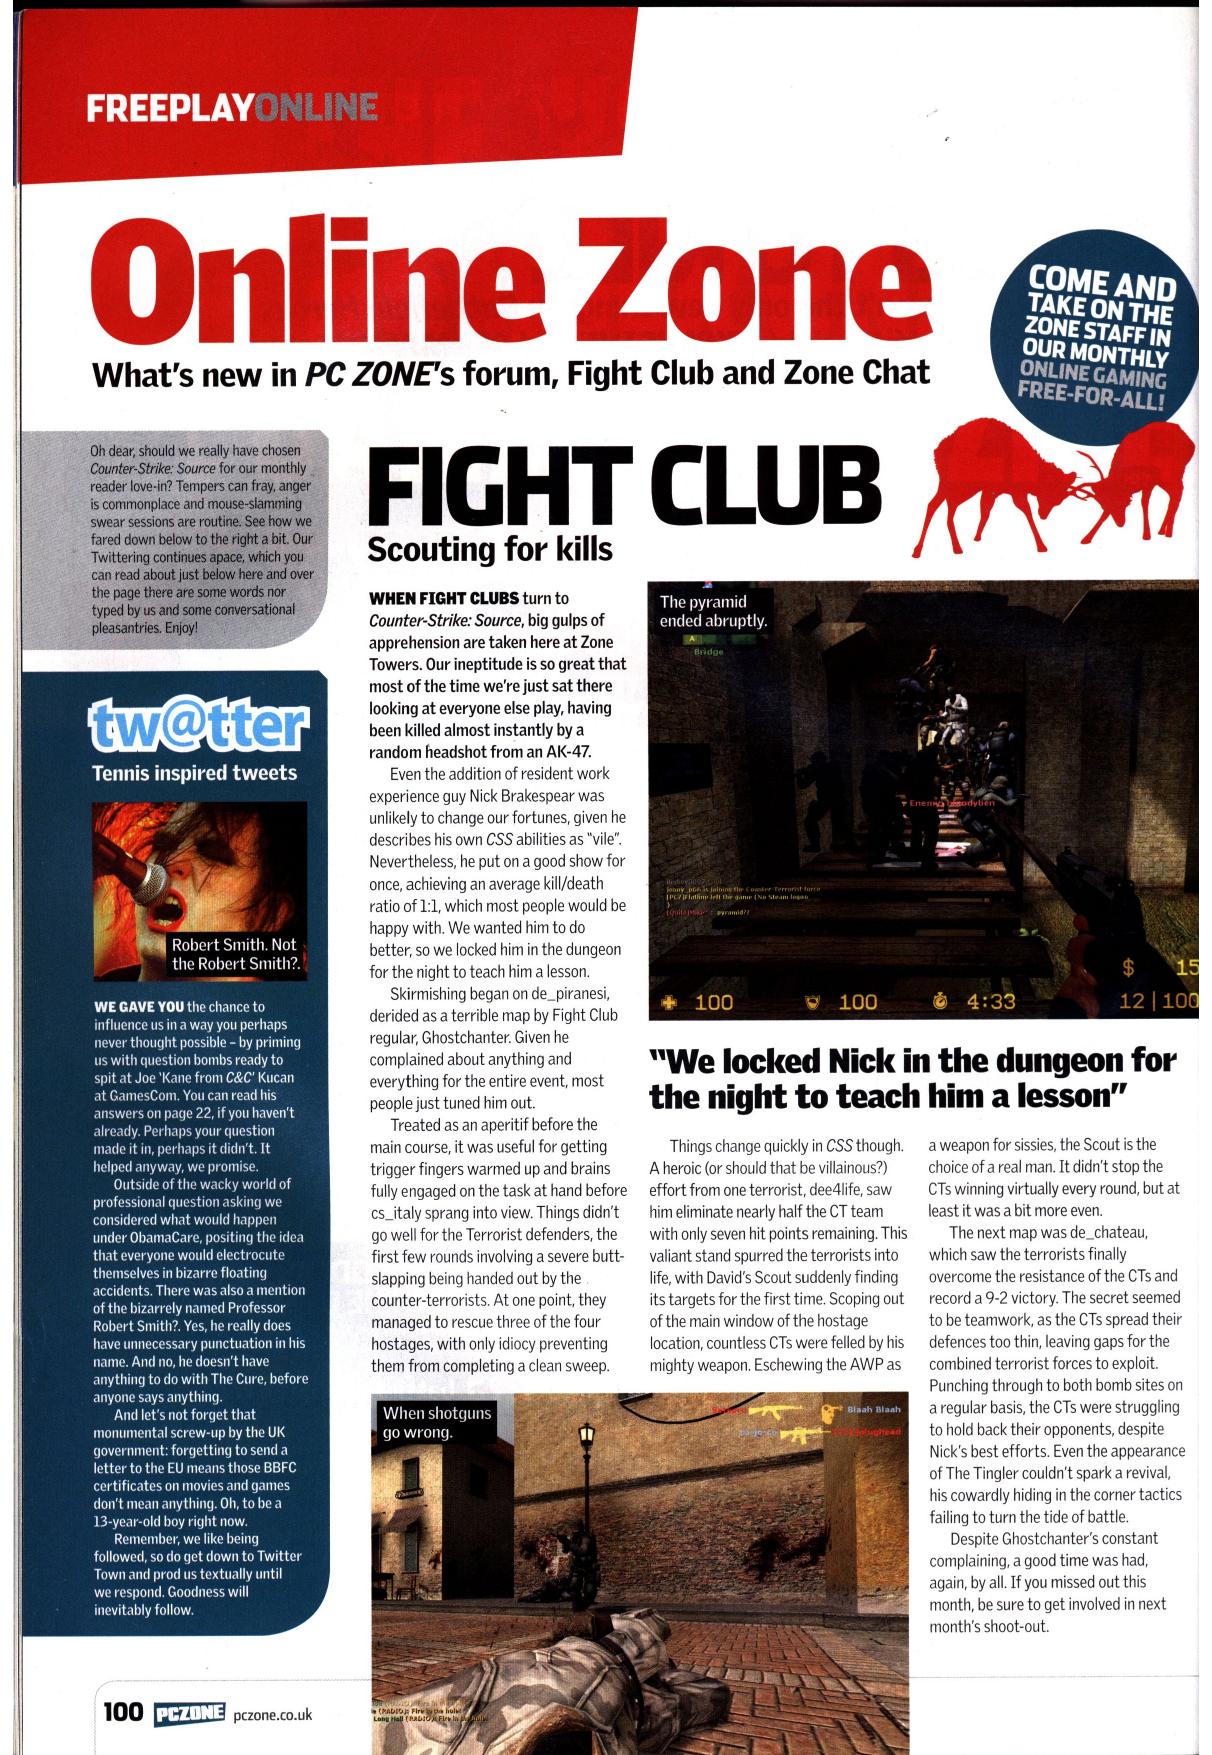 FREEPLAYONLINE
Online Zone
What's new in PC ZONE's forum, Fight Club and Zone Chat
COME AND
TAKE ON THE
ZONE STAFF IN
OUR MONTHLY
ONLINE GAMING
FREE-FOR-ALL!
Oh dear, should we really have chosen
Counter-Strike: Source for our monthly
reader love-in? Tempers can fray, anger
is commonplace and mouse-slamming
swear sessions are routine. See how we
fared down below to the right a bit. Our
Twittering continues apace, which you
can read about just below here and over
the page there are some words nor
typed by us and some conversational
pleasantries. Enjoy!
tw@tter
Tennis inspired tweets
Robert Smith. Not
the Robert Smith?.
WE GAVE YOU the chance to
influence us in a way you perhaps
never thought possible – by priming
us with question bombs ready to
spit at Joe 'Kane from C&C' Kucan
at GamesCom. You can read his
answers on page 22, if you haven't
already. Perhaps your question
made it in, perhaps it didn't. It
helped anyway, we promise.
Outside of the wacky world of
professional question asking we
considered what would happen
under ObamaCare, positing the idea
that everyone would electrocute
themselves in bizarre floating
accidents. There was also a mention
of the bizarrely named Professor
Robert Smith?. Yes, he really does
have unnecessary punctuation in his
name. And no, he doesn't have
anything to do with The Cure, before
anyone says anything.
And let's not forget that
monumental screw-up by the UK
government: forgetting to send a
letter to the EU means those BBFC
certificates on movies and games
don't mean anything. Oh, to be a
13-year-old boy right now.
Remember, we like being
followed, so do get down to Twitter
Town and prod us textually until
we respond. Goodness will
inevitably follow.
FIGHT CLUB
Scouting for kills
WHEN FIGHT CLUBS turn to
Counter-Strike: Source, big gulps of
apprehension are taken here at Zone
Towers. Our ineptitude is so great that
most of the time we're just sat there
looking at everyone else play, having
been killed almost instantly by a
random headshot from an AK-47.
Even the addition of resident work
experience guy Nick Brakespear was
unlikely to change our fortunes, given he
describes his own CSS abilities as "vile".
Nevertheless, he put on a good show for
once, achieving an average kill/death
ratio of 1:1, which most people would be
happy with. We wanted him to do
better, so we locked him in the dungeon
for the night to teach him a lesson.
Skirmishing began on de_piranesi,
derided as a terrible map by Fight Club
regular, Ghostchanter. Given he
complained about anything and
everything for the entire event, most
people just tuned him out.
Treated as an aperitif before the
main course, it was useful for getting
trigger fingers warmed up and brains
fully engaged on the task at hand before
cs_italy sprang into view. Things didn't
go well for the Terrorist defenders, the
first few rounds involving a severe butt-
slapping being handed out by the
counter-terrorists. At one point, they
managed to rescue three of the four
hostages, with only idiocy preventing
them from completing a clean sweep.
The pyramid
ended abruptly.
Bridge
Enemy: bloodyben
jonny_p66 is joining the Counter-Terrorist force
pyramid??
$ 15
100
100
4:33
12|100
"We locked Nick in the dungeon for
the night to teach him a lesson"
Things change quickly in CSS though.
A heroic (or should that be villainous?)
effort from one terrorist, dee4life, saw
him eliminate nearly half the CT team
with only seven hit points remaining. This
valiant stand spurred the terrorists into
life, with David's Scout suddenly finding
its targets for the first time. Scoping out
of the main window of the hostage
location, countless CTs were felled by his
mighty weapon. Eschewing the AWP as
a weapon for sissies, the Scout is the
choice of a real man. It didn't stop the
CTs winning virtually every round, but at
least it was a bit more even.
The next map was de_chateau,
which saw the terrorists finally
overcome the resistance of the CTs and
record a 9-2 victory. The secret seemed
to be teamwork, as the CTs spread their
defences too thin, leaving gaps for the
combined terrorist forces to exploit.
Punching through to both bomb sites on
a regular basis, the CTs were struggling
to hold back their opponents, despite
Nick's best efforts. Even the appearance
of The Tingler couldn't spark a revival,
his cowardly hiding in the corner tactics
failing to turn the tide of battle.
Despite Ghostchanter's constant
complaining, a good time was had,
again, by all. If you missed out this
month, be sure to get involved in next
month's shoot-out.
When shotguns
go wrong.
Blaah Blaah
(RADIO): Fire in the hole!
Long Hall (RADIO): Fire in the hole!
100 PCZONE pczone.co.uk